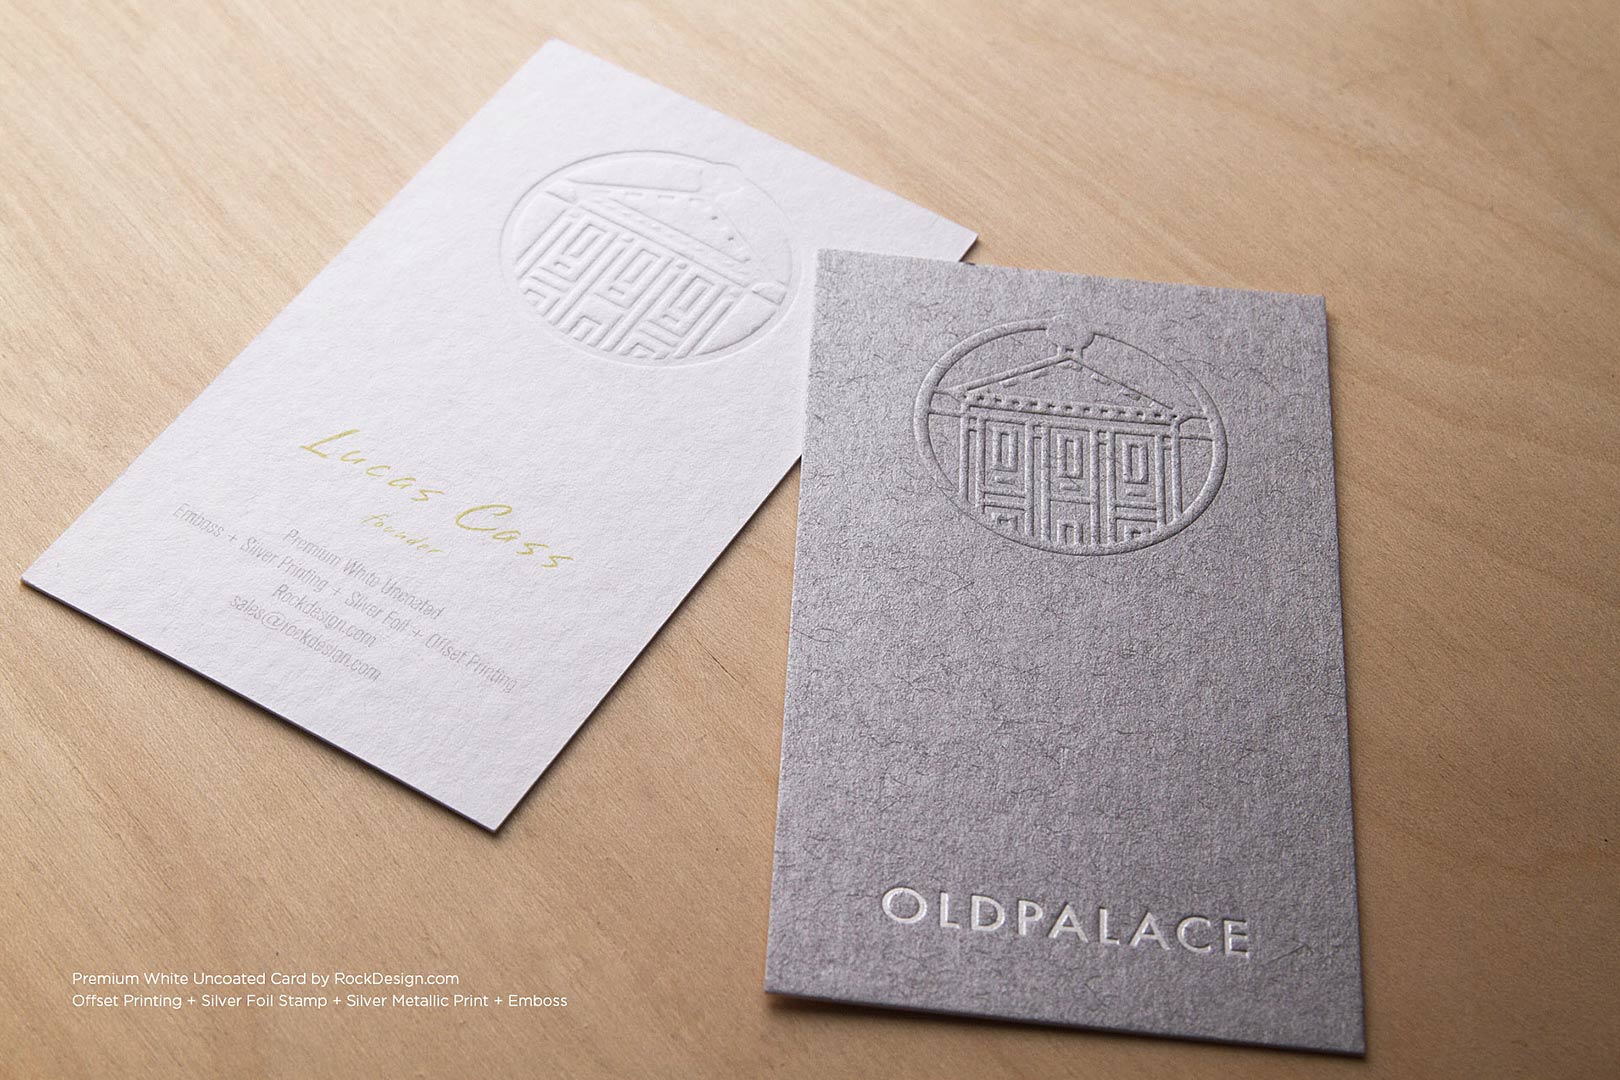 Lucas Cass
founder
Premium White Uncoated
Emboss + Silver Printing + Silver Foil + Offset Printing
Rockdesign.com
sales@rockdesign.com
OLDPALACE
Premium White Uncoated Card by RockDesign.com
Offset Printing + Silver Foil Stamp + Silver Metallic Print + Emboss